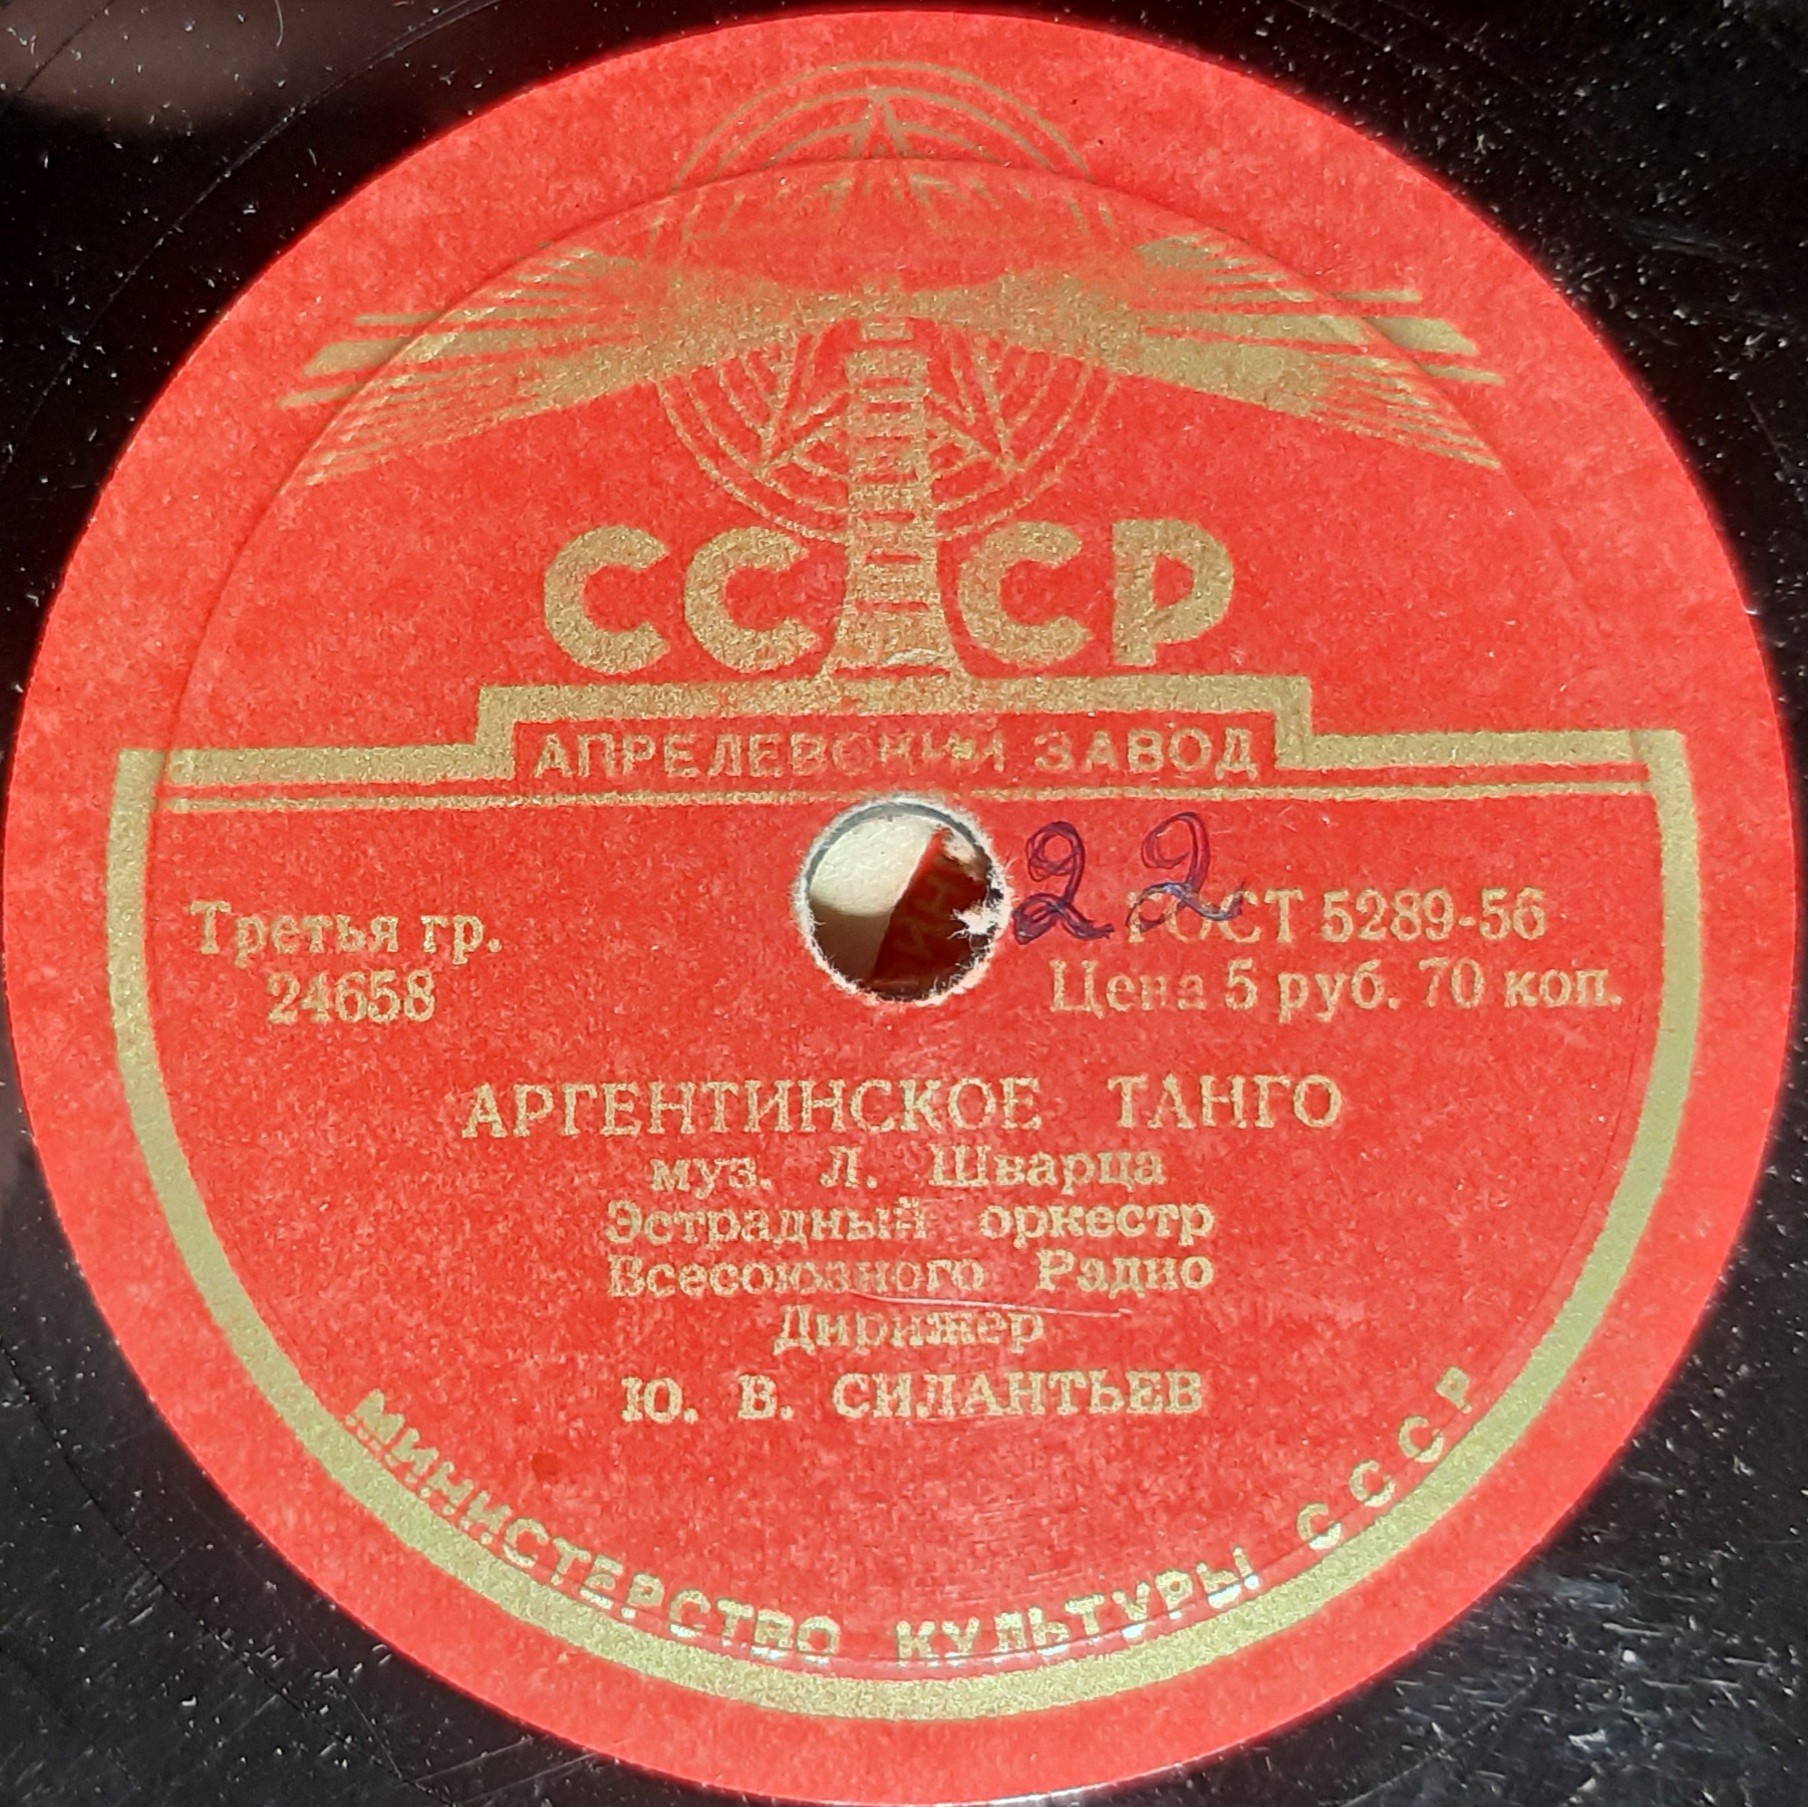 СССР
АПРЕЛЕВСКИЙ ЗАВОД
22
Третья гр.
24658
ГОСТ 5289-56
Цена 5 руб. 70 коп.
АРГЕНТИНСКОЕ ТАНГО
муз. Л. Шварца
Эстрадный оркестр
Всесоюзного Радио
Дирижер
Ю. В. СИЛАНТЬЕВ
МИНИСТЕРСТВО КУЛЬТУРЫ СССР